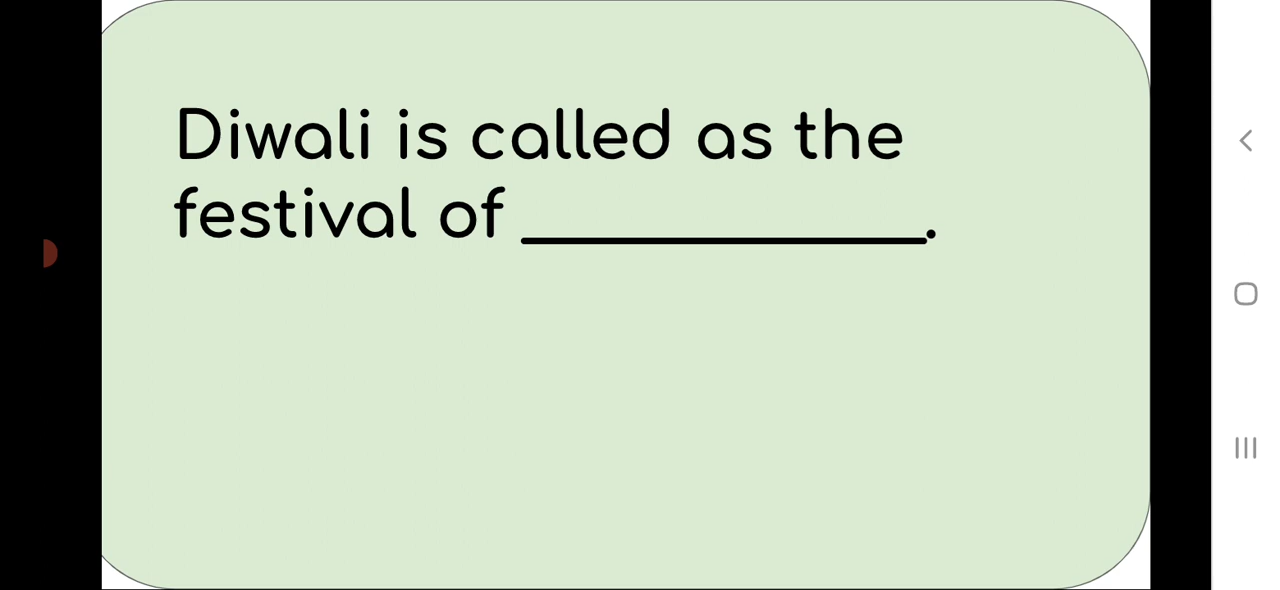 Diwali is called as the
festival of ____________.